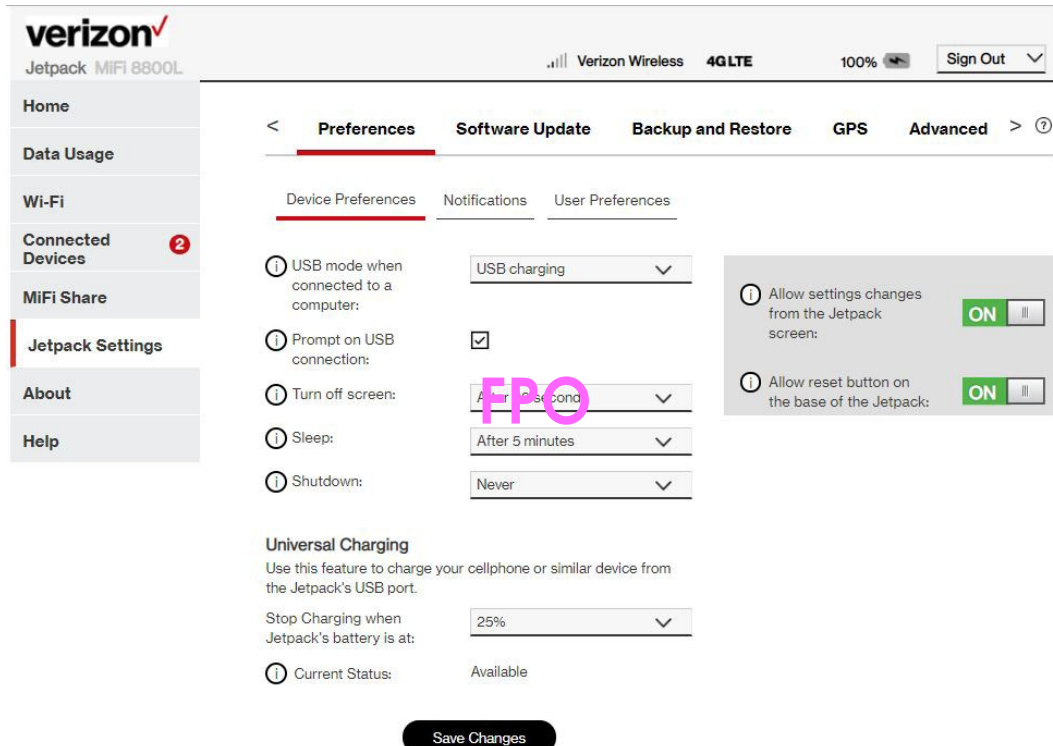 verizon
Jetpack MiFi 8800L
Verizon Wireless 4G LTE 100% Sign Out
Home
Data Usage
Wi-Fi
Connected
Devices
2
MiFi Share
Jetpack Settings
About
Help
< Preferences Software Update Backup and Restore GPS Advanced > ?
Device Preferences Notifications User Preferences
USB mode when
connected to a
computer:
USB charging
Prompt on USB
connection:
Turn off screen:
After second
FPO
Sleep:
After 5 minutes
Shutdown:
Never
Allow settings changes
from the Jetpack
screen:
ON
Allow reset button on
the base of the Jetpack:
ON
Universal Charging
Use this feature to charge your cellphone or similar device from
the Jetpack's USB port.
Stop Charging when
Jetpack's battery is at:
25%
Current Status:
Available
Save Changes